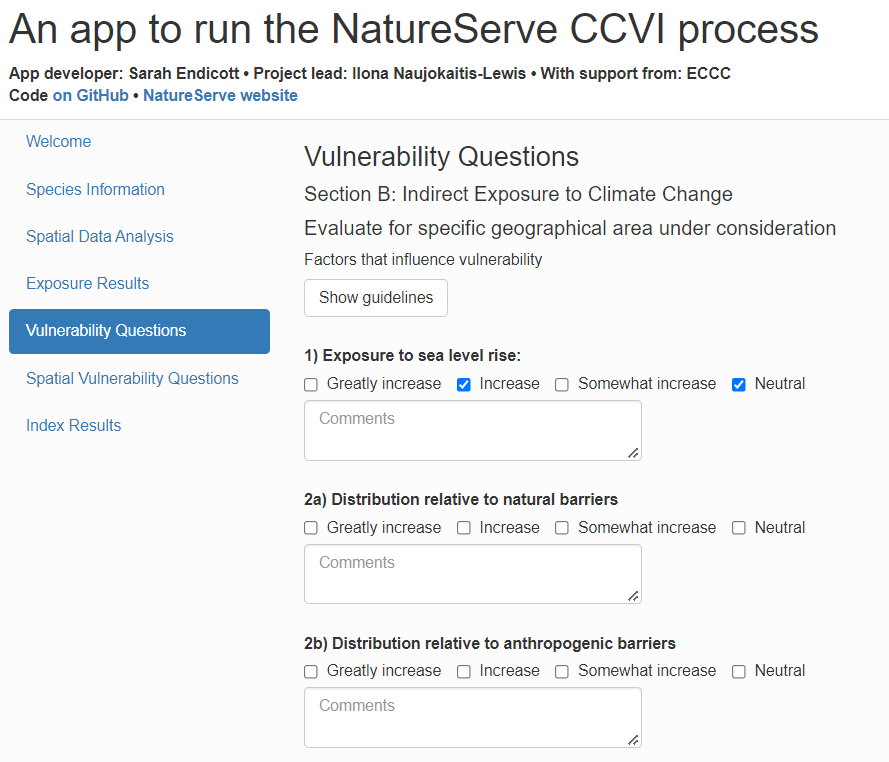 An app to run the NatureServe CCVI process
App developer: Sarah Endicott • Project lead: Ilona Naujokaitis-Lewis • With support from: ECCC
Code on GitHub • NatureServe website
Welcome
Species Information
Spatial Data Analysis
Exposure Results
Vulnerability Questions
Spatial Vulnerability Questions
Index Results
Vulnerability Questions
Section B: Indirect Exposure to Climate Change
Evaluate for specific geographical area under consideration
Factors that influence vulnerability
Show guidelines
1) Exposure to sea level rise:
Greatly increase Increase Somewhat increase Neutral
Comments
2a) Distribution relative to natural barriers
Greatly increase Increase Somewhat increase Neutral
Comments
2b) Distribution relative to anthropogenic barriers
Greatly increase Increase Somewhat increase Neutral
Comments